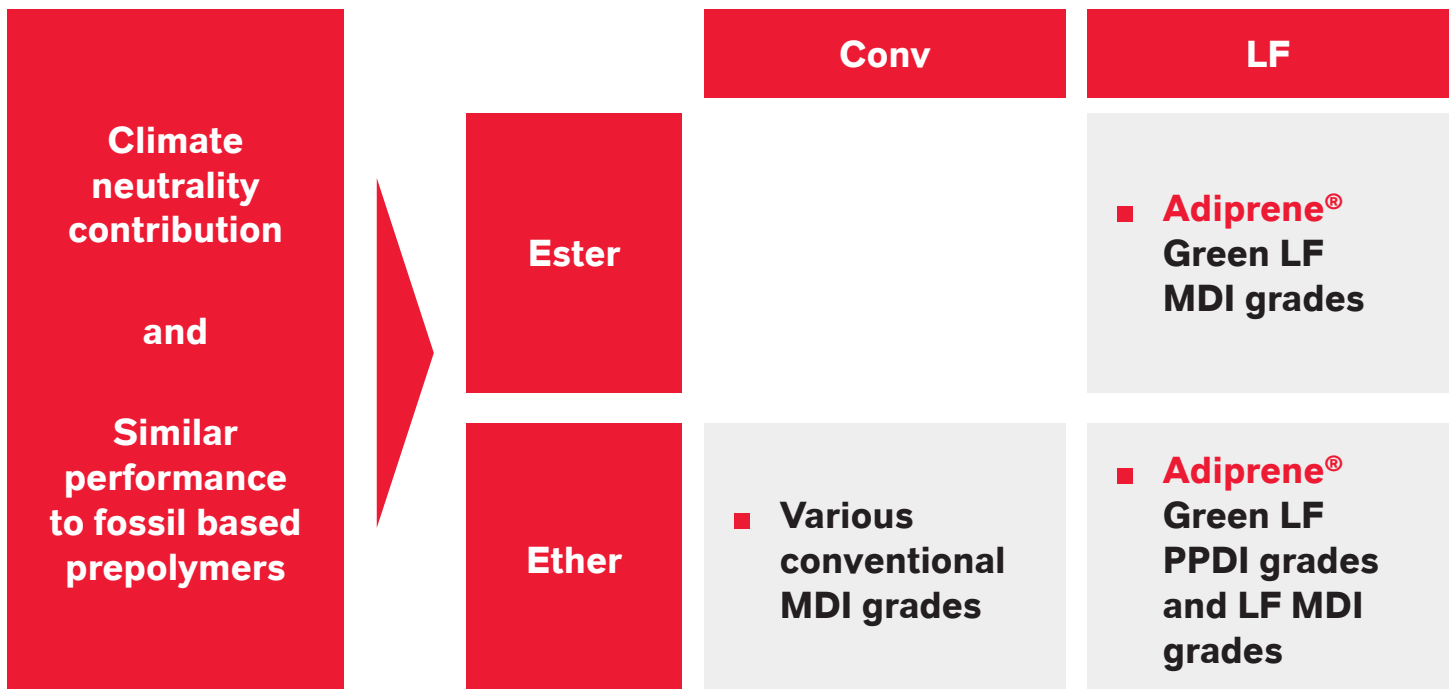 Climate
neutrality
contribution
and
Similar
performance
to fossil based
prepolymers
Conv
LF
Ester
Adiprene®
Green LF
MDI grades
Ether
Various
conventional
MDI grades
Adiprene®
Green LF
PPDI grades
and LF MDI
grades